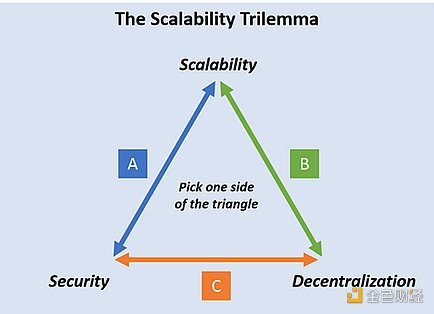 The Scalability Trilemma
Scalability
A
B
Pick one side
of the triangle
Security
C
Decentralization
金色财经